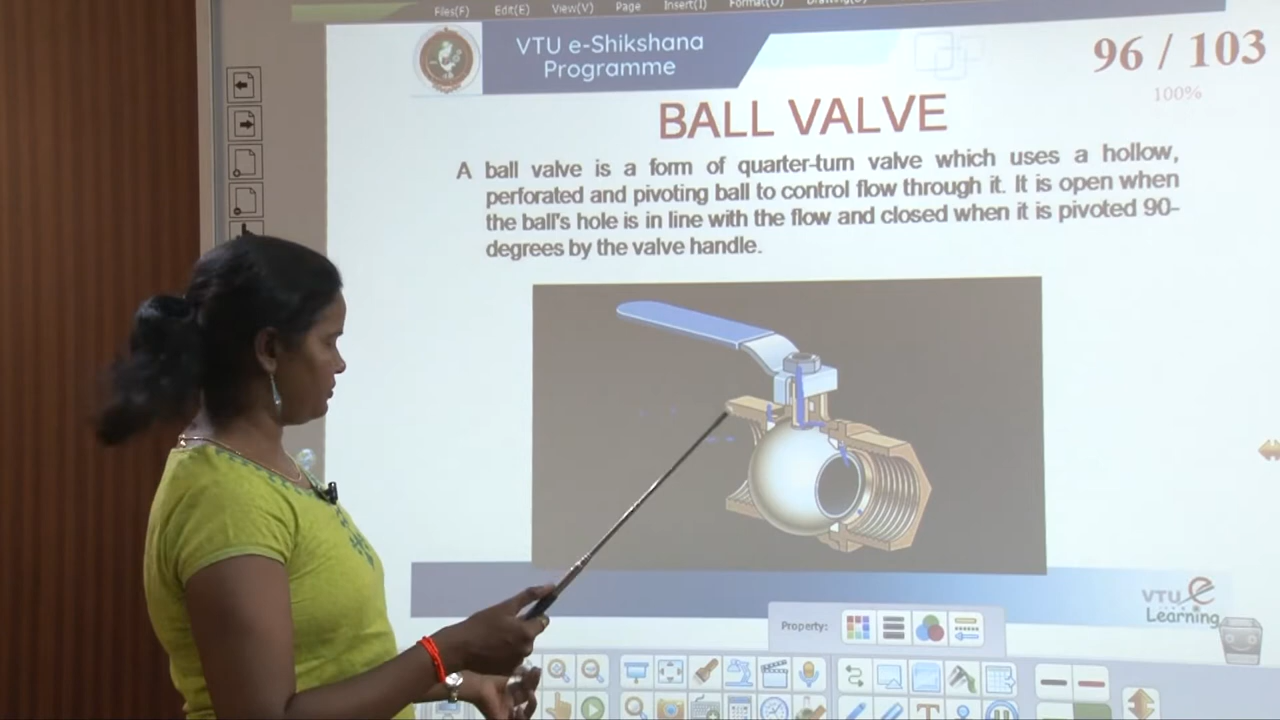 Files(F) Edit(E) View(V) Page Insert(I) Format(O)
VTU e-Shikshana
Programme
96 / 103
100%
BALL VALVE
A ball valve is a form of quarter-turn valve which uses a hollow,
perforated and pivoting ball to control flow through it. It is open when
the ball's hole is in line with the flow and closed when it is pivoted 90-
degrees by the valve handle.
VTU e
Learning
Property: